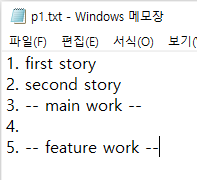 p1.txt - Windows 메모장
파일(F) 편집(E) 서식(O) 보기(
1. first story
2. second story
3. -- main work --
4.
5. -- feature work --